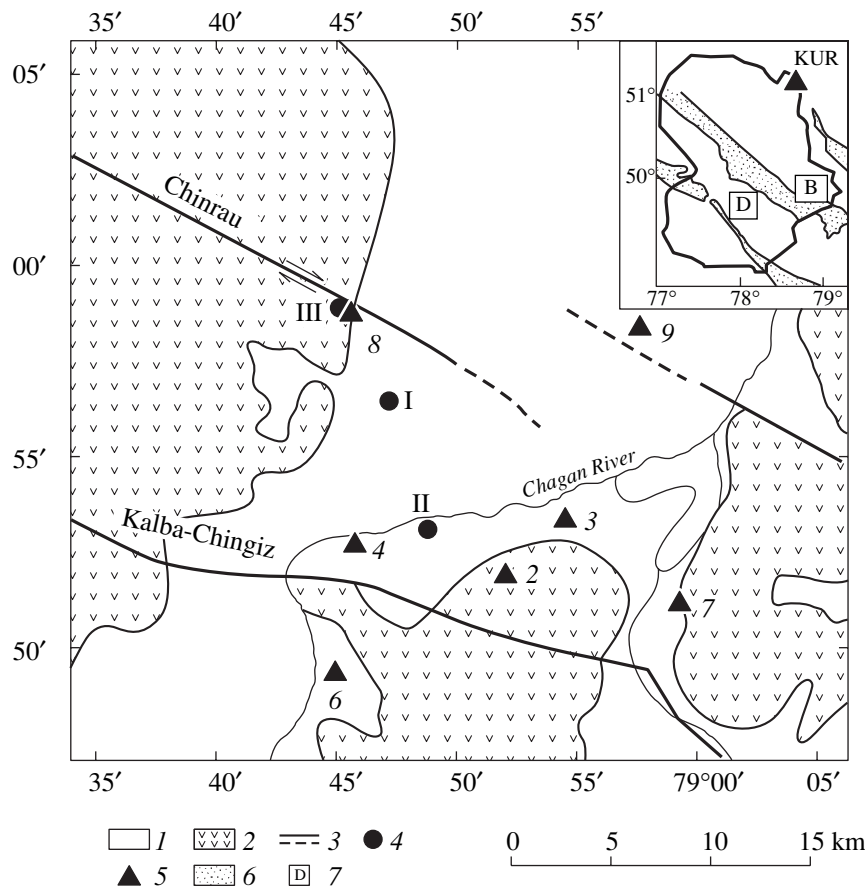 35′ 40′ 45′ 50′ 55′
05′
KUR
51°
50°
D
B
77° 78° 79°
Chinrau
00′
III
8
9
I
55′
Chagan River
II
Kalba-Chingiz
3
4
2
7
50′
6
35′ 40′ 45′ 50′ 55′ 79°00′ 05′
1 2 3 4
0 5 10 15 km
5 6 D 7